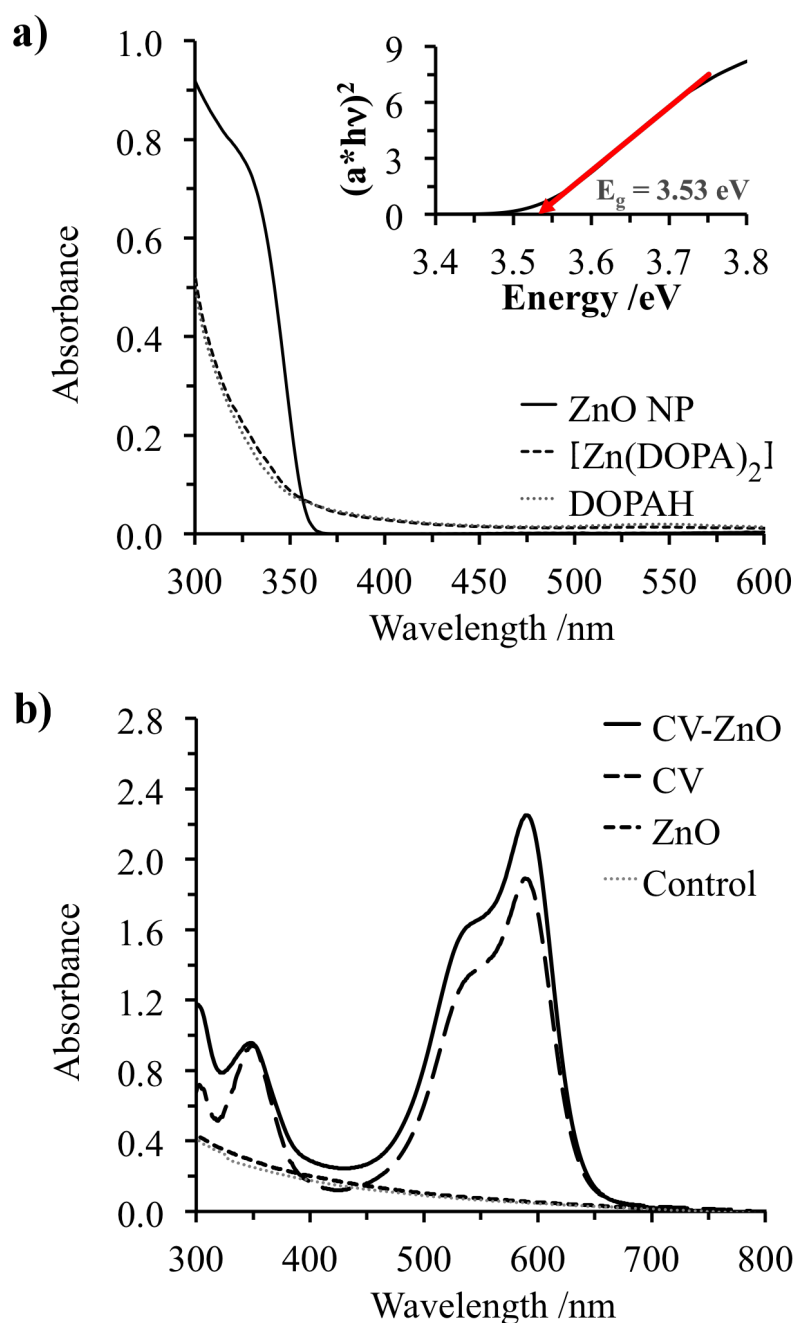 a)
1.0
0.8
0.6
0.4
0.2
0.0
Absorbance
300 350 400 450 500 550 600
Wavelength /nm
9
6
3
0
(a*hν)²
E_g = 3.53 eV
3.4 3.5 3.6 3.7 3.8
Energy /eV
ZnO NP
[Zn(DOPA)₂]
DOPAH
b)
2.8
2.4
2.0
1.6
1.2
0.8
0.4
0.0
Absorbance
300 400 500 600 700 800
Wavelength /nm
CV-ZnO
CV
ZnO
Control